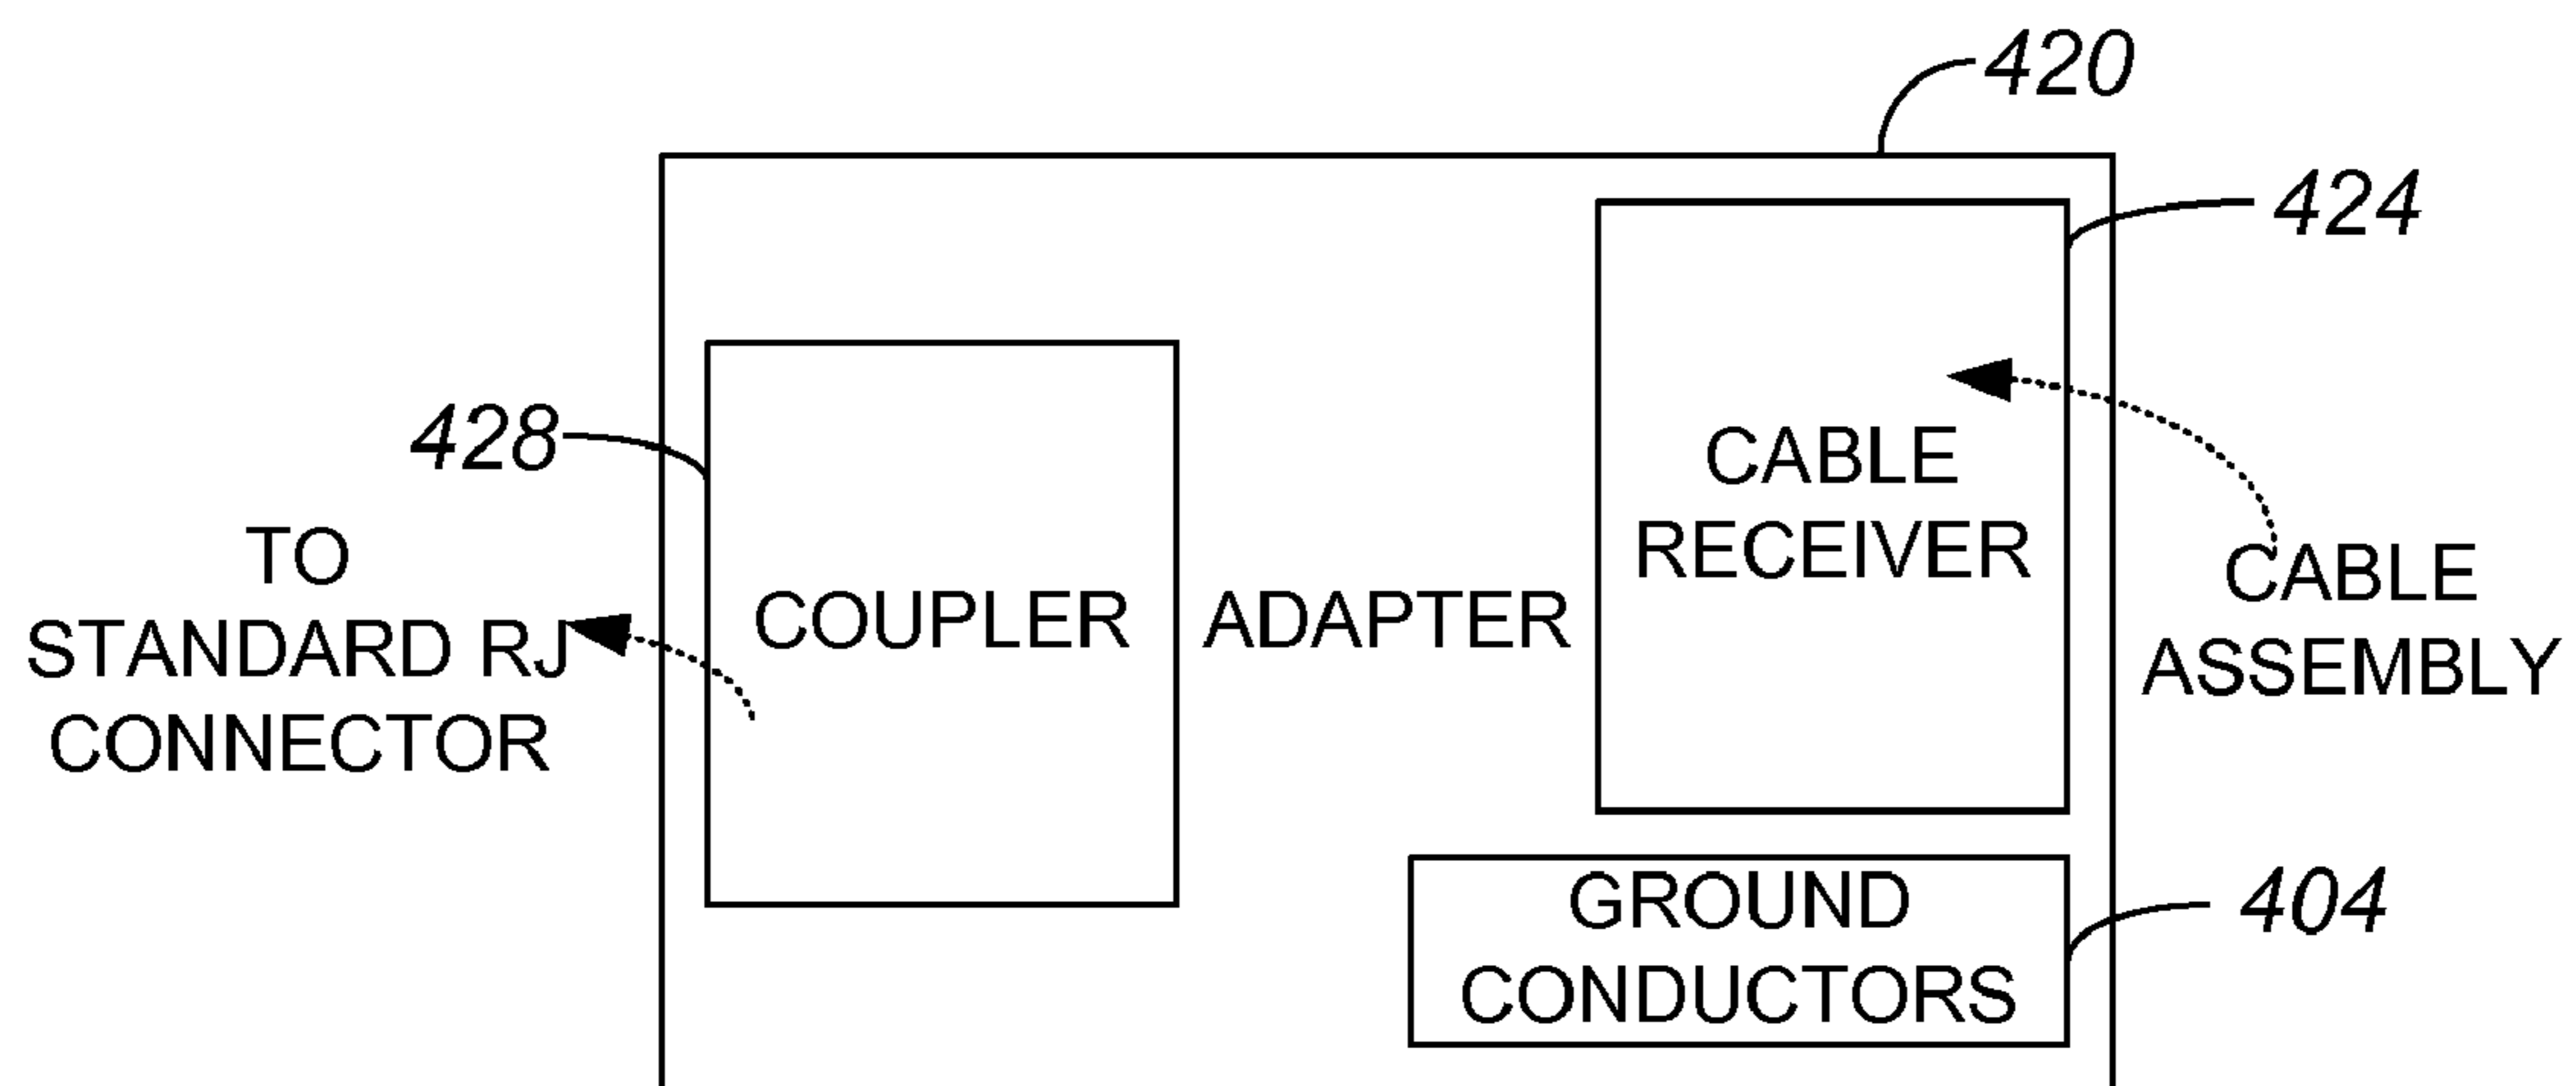 420
424
428
CABLE
RECEIVER
TO
STANDARD RJ
CONNECTOR
COUPLER
ADAPTER
CABLE
ASSEMBLY
GROUND
CONDUCTORS
404